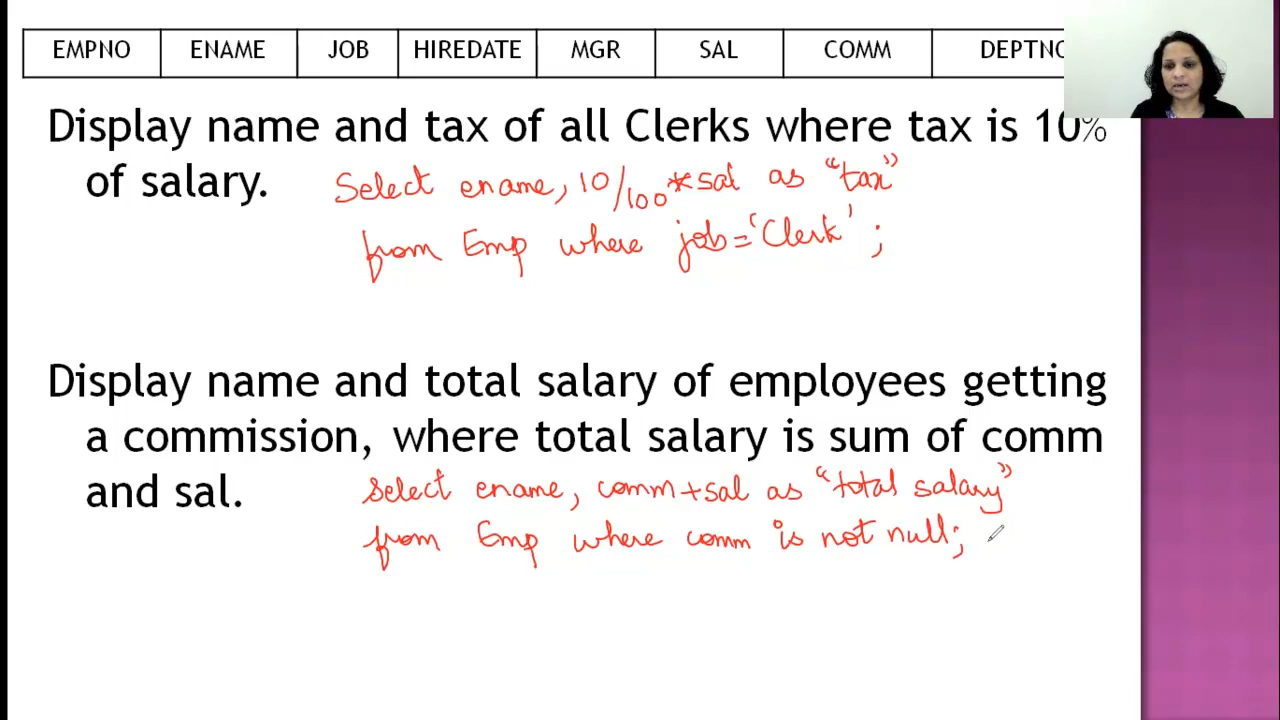 EMPNO ENAME JOB HIREDATE MGR SAL COMM DEPTNO
Display name and tax of all Clerks where tax is 10%
of salary.
Select ename, 10/100*sal as "tax"
from Emp where job='Clerk';
Display name and total salary of employees getting
a commission, where total salary is sum of comm
and sal.
Select ename, comm+sal as "total salary"
from Emp where comm is not null;